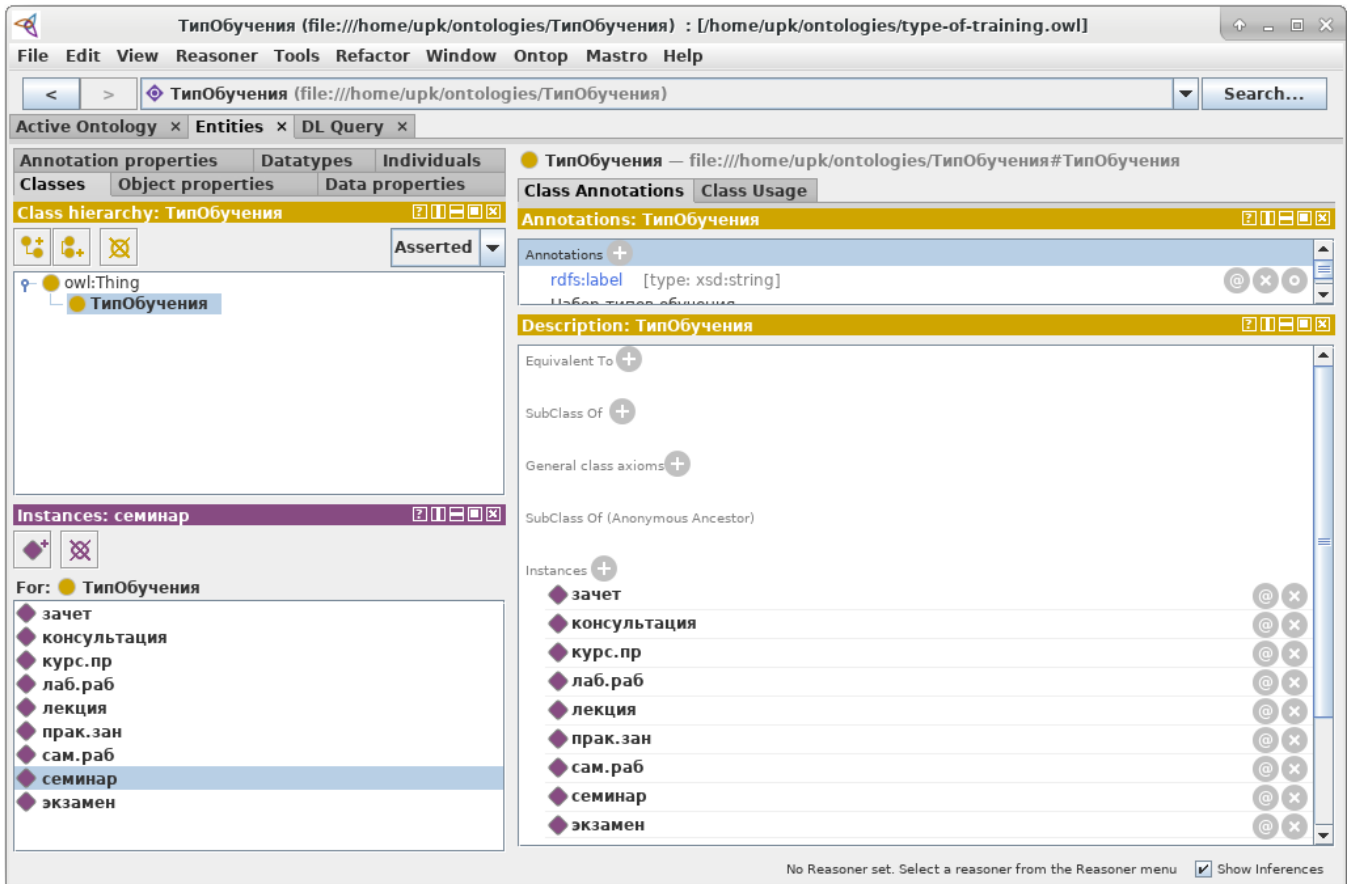 ТипОбучения (file:///home/upk/ontologies/ТипОбучения) : [/home/upk/ontologies/type-of-training.owl]
File Edit View Reasoner Tools Refactor Window Ontop Mastro Help
< > ТипОбучения (file:///home/upk/ontologies/ТипОбучения) Search...
Active Ontology × Entities × DL Query ×
Annotation properties Datatypes Individuals
Classes Object properties Data properties
Class hierarchy: ТипОбучения
Asserted
owl:Thing
ТипОбучения
Instances: семинар
For: ТипОбучения
зачет
консультация
курс.пр
лаб.раб
лекция
прак.зан
сам.раб
семинар
экзамен
ТипОбучения — file:///home/upk/ontologies/ТипОбучения#ТипОбучения
Class Annotations Class Usage
Annotations: ТипОбучения
Annotations
rdfs:label [type: xsd:string]
Набор типов обучения
Description: ТипОбучения
Equivalent To
SubClass Of
General class axioms
SubClass Of (Anonymous Ancestor)
Instances
зачет
консультация
курс.пр
лаб.раб
лекция
прак.зан
сам.раб
семинар
экзамен
No Reasoner set. Select a reasoner from the Reasoner menu Show Inferences